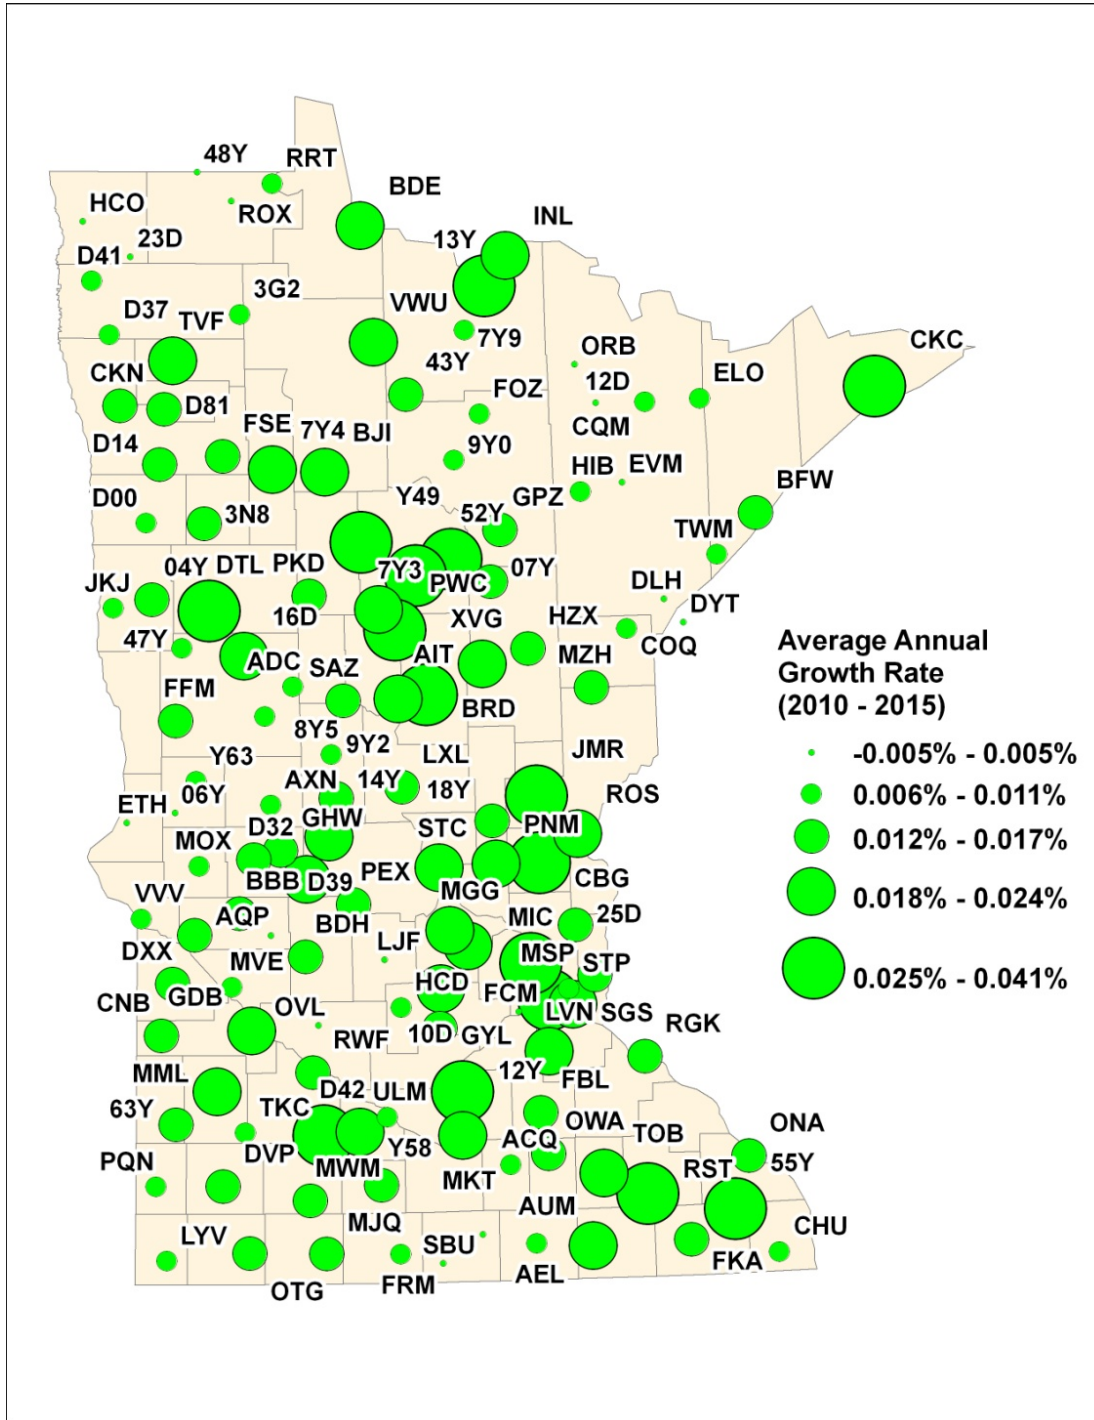 48Y
RRT
HCO
ROX
BDE
INL
13Y
23D
D41
3G2
VWU
D37
TVF
7Y9
43Y
ORB
CKC
CKN
12D
ELO
D81
FOZ
CQM
FSE
7Y4
BJI
D14
9Y0
HIB
EVM
BFW
D00
3N8
Y49
52Y
GPZ
TWM
04Y
DTL
PKD
7Y3
PWC
07Y
DLH
JKJ
16D
XVG
HZX
DYT
47Y
ADC
SAZ
AIT
MZH
COQ
FFM
BRD
8Y5
9Y2
Y63
LXL
JMR
AXN
14Y
18Y
ROS
ETH
06Y
GHW
STC
PNM
MOX
D32
PEX
VVV
BBB
D39
MGG
CBG
AQP
BDH
MIC
25D
DXX
MVE
LJF
MSP
STP
CNB
GDB
OVL
HCD
FCM
LVN
SGS
RWF
10D
GYL
RGK
MML
12Y
FBL
63Y
TKC
D42
ULM
OWA
TOB
ONA
PQN
DVP
MWM
Y58
ACQ
RST
55Y
MKT
AUM
MJQ
CHU
LYV
SBU
FKA
OTG
FRM
AEL
Average Annual
Growth Rate
(2010 - 2015)
-0.005% - 0.005%
0.006% - 0.011%
0.012% - 0.017%
0.018% - 0.024%
0.025% - 0.041%